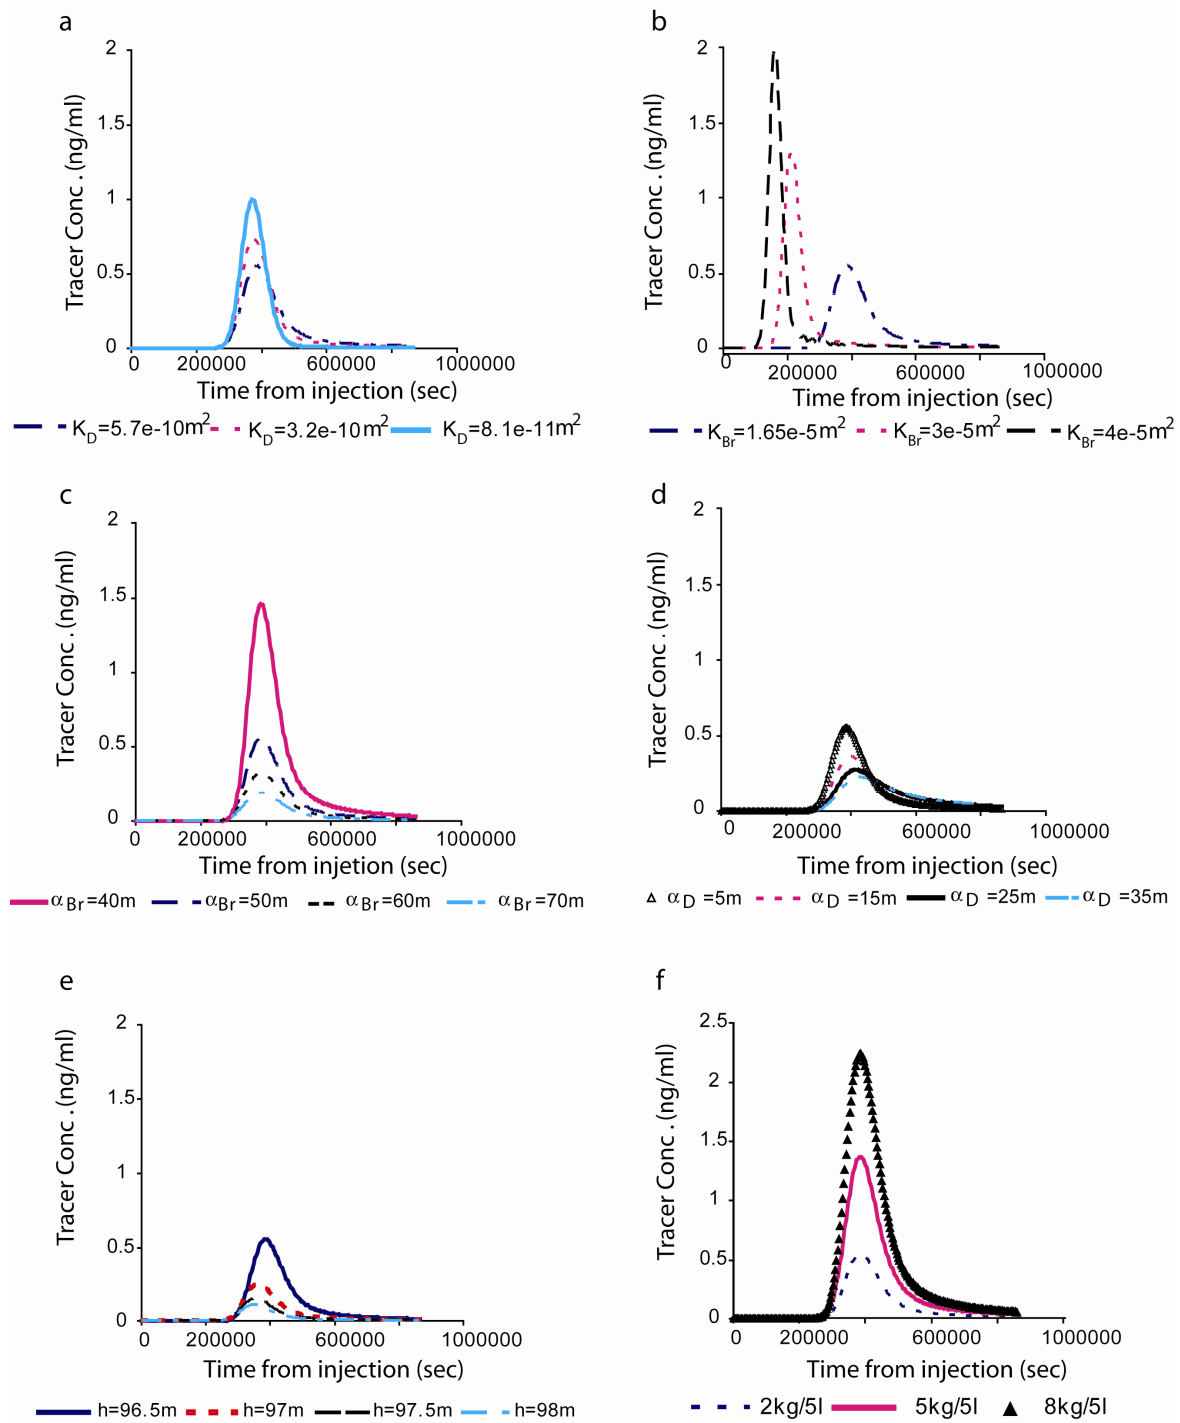 a
2
1.5
1
0.5
0
0 200000 600000 1000000
Tracer Conc .(ng/ml)
Time from injection (sec)
K_D=5.7e-10m² K_D=3.2e-10m² K_D=8.1e-11m²
b
2
1.5
1
0.5
0
0 200000 600000 1000000
Tracer Conc .(ng/ml)
Time from injection (sec)
K_Br=1.65e-5m² K_Br=3e-5m² K_Br=4e-5m²
c
2
1.5
1
0.5
0
0 200000 600000 1000000
Tracer Conc .(ng/ml)
Time from injetion (sec)
α_Br=40m α_Br=50m α_Br=60m α_Br=70m
d
2
1.5
1
0.5
0
0 200000 600000 1000000
Tracer Conc .(ng/ml)
Time from injection (sec)
α_D =5m α_D =15m α_D =25m α_D =35m
e
2
1.5
1
0.5
0
0 200000 600000 1000000
Tracer Conc .(ng/ml)
Time from injection (sec)
h=96.5m h=97m h=97.5m h=98m
f
2.5
2
1.5
1
0.5
0
0 200000 600000 1000000
Tracer Conc .(ng/ml)
Time from injection (sec)
2kg/5l 5kg/5l 8kg/5l